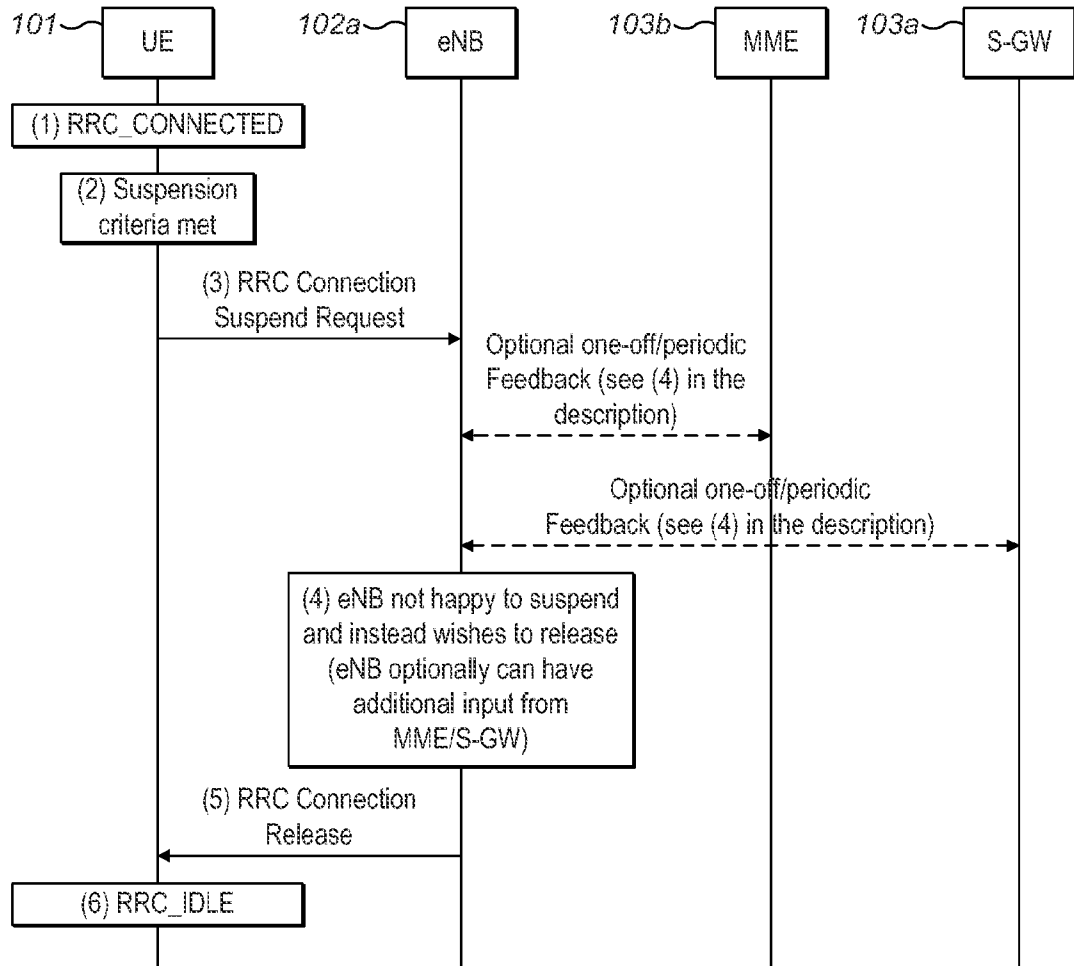 101 102a 103b 103a
UE eNB MME S-GW
(1) RRC_CONNECTED
(2) Suspension
criteria met
(3) RRC Connection
Suspend Request
Optional one-off/periodic
Feedback (see (4) in the
description)
Optional one-off/periodic
Feedback (see (4) in the description)
(4) eNB not happy to suspend
and instead wishes to release
(eNB optionally can have
additional input from
MME/S-GW)
(5) RRC Connection
Release
(6) RRC_IDLE